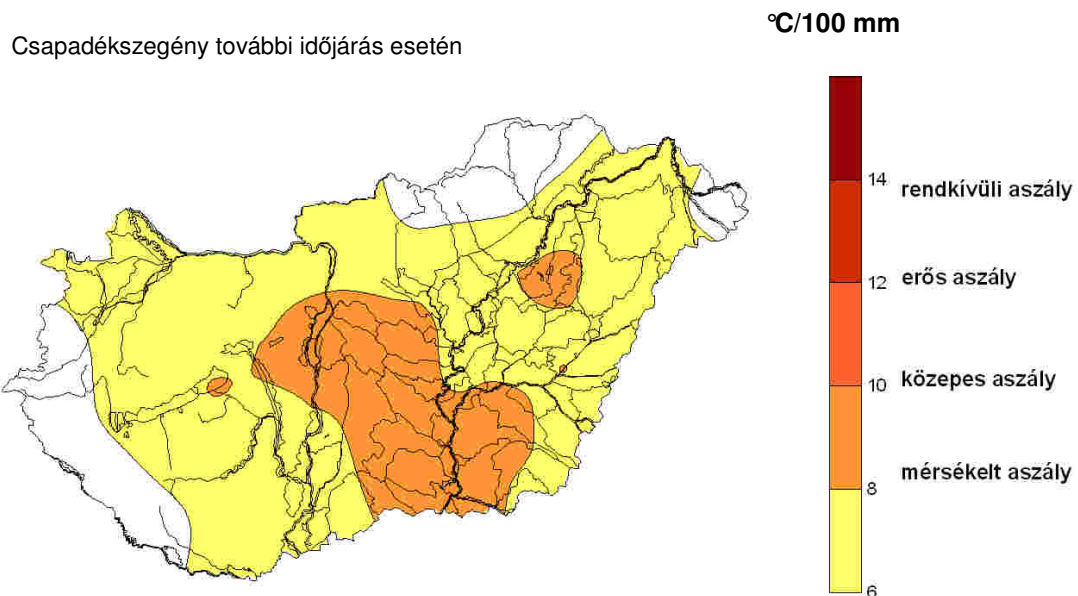 °C/100 mm
Csapadékszegény további időjárás esetén
14
rendkívüli aszály
12
erős aszály
10
közepes aszály
mérsékelt aszály
8
6